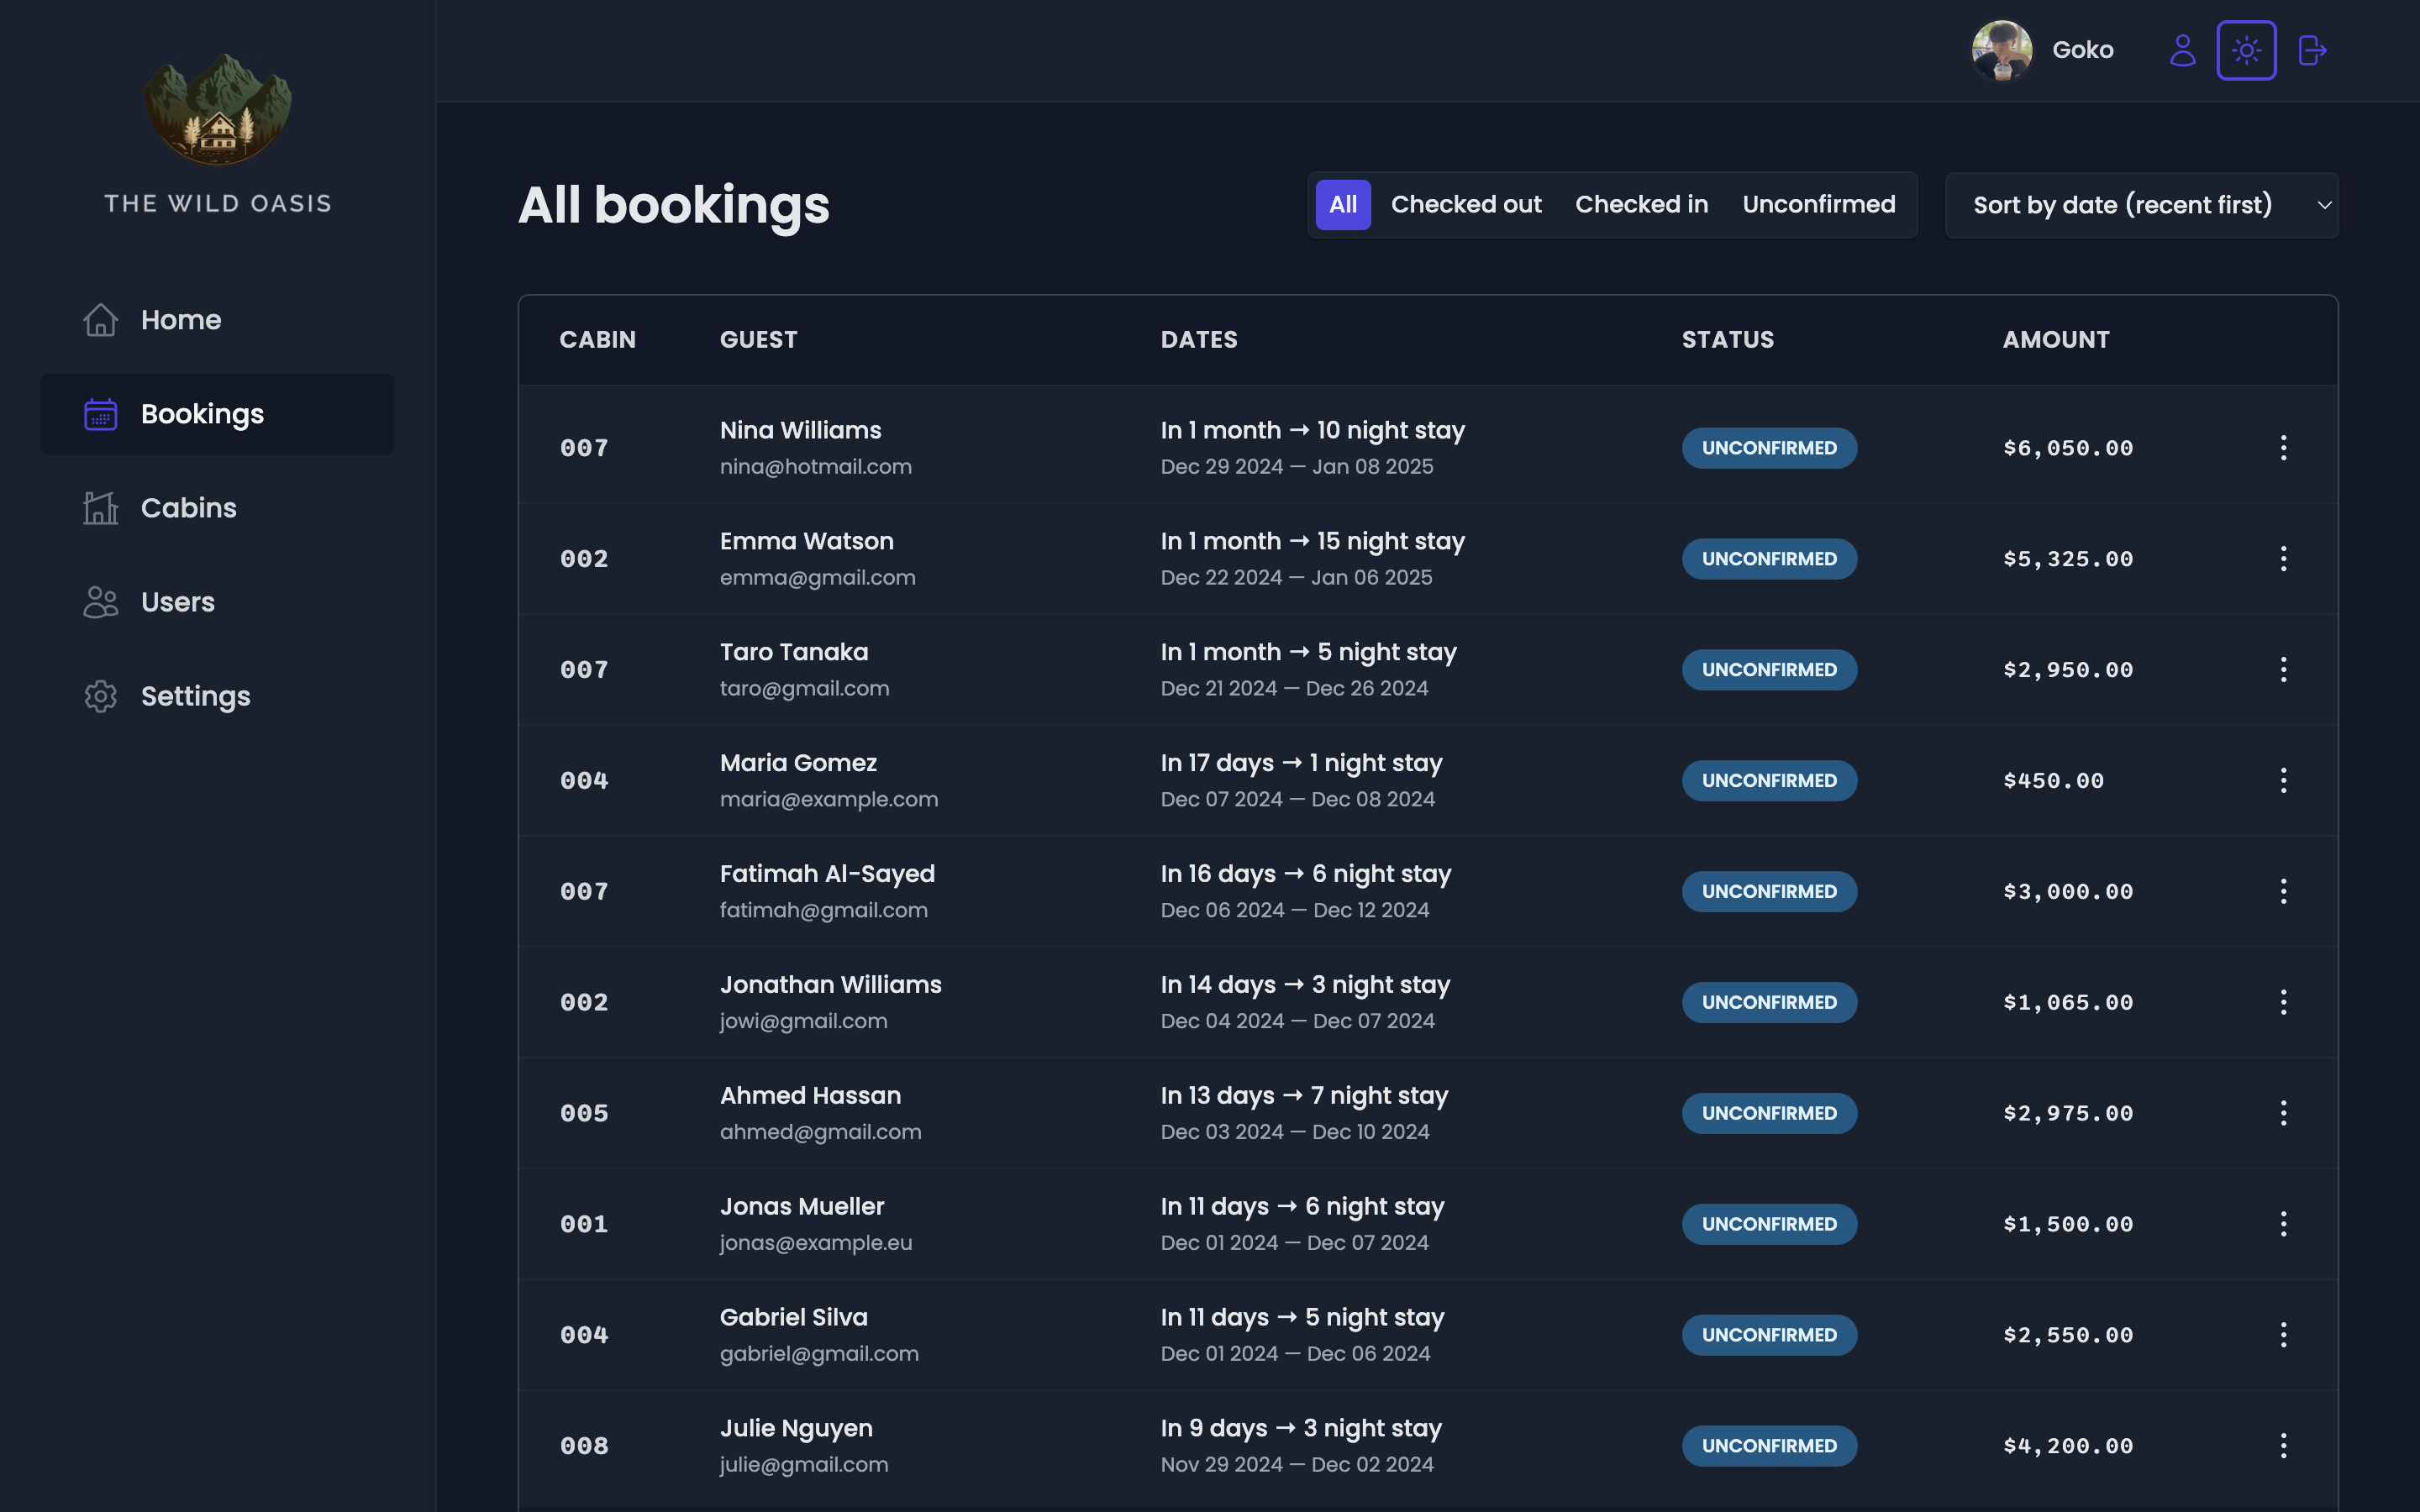 THE WILD OASIS
Home
Bookings
Cabins
Users
Settings
Goko
All bookings
All Checked out Checked in Unconfirmed
Sort by date (recent first)
CABIN GUEST DATES STATUS AMOUNT
007 Nina Williams In 1 month → 10 night stay UNCONFIRMED $6,050.00
nina@hotmail.com Dec 29 2024 — Jan 08 2025
002 Emma Watson In 1 month → 15 night stay UNCONFIRMED $5,325.00
emma@gmail.com Dec 22 2024 — Jan 06 2025
007 Taro Tanaka In 1 month → 5 night stay UNCONFIRMED $2,950.00
taro@gmail.com Dec 21 2024 — Dec 26 2024
004 Maria Gomez In 17 days → 1 night stay UNCONFIRMED $450.00
maria@example.com Dec 07 2024 — Dec 08 2024
007 Fatimah Al-Sayed In 16 days → 6 night stay UNCONFIRMED $3,000.00
fatimah@gmail.com Dec 06 2024 — Dec 12 2024
002 Jonathan Williams In 14 days → 3 night stay UNCONFIRMED $1,065.00
jowi@gmail.com Dec 04 2024 — Dec 07 2024
005 Ahmed Hassan In 13 days → 7 night stay UNCONFIRMED $2,975.00
ahmed@gmail.com Dec 03 2024 — Dec 10 2024
001 Jonas Mueller In 11 days → 6 night stay UNCONFIRMED $1,500.00
jonas@example.eu Dec 01 2024 — Dec 07 2024
004 Gabriel Silva In 11 days → 5 night stay UNCONFIRMED $2,550.00
gabriel@gmail.com Dec 01 2024 — Dec 06 2024
008 Julie Nguyen In 9 days → 3 night stay UNCONFIRMED $4,200.00
julie@gmail.com Nov 29 2024 — Dec 02 2024